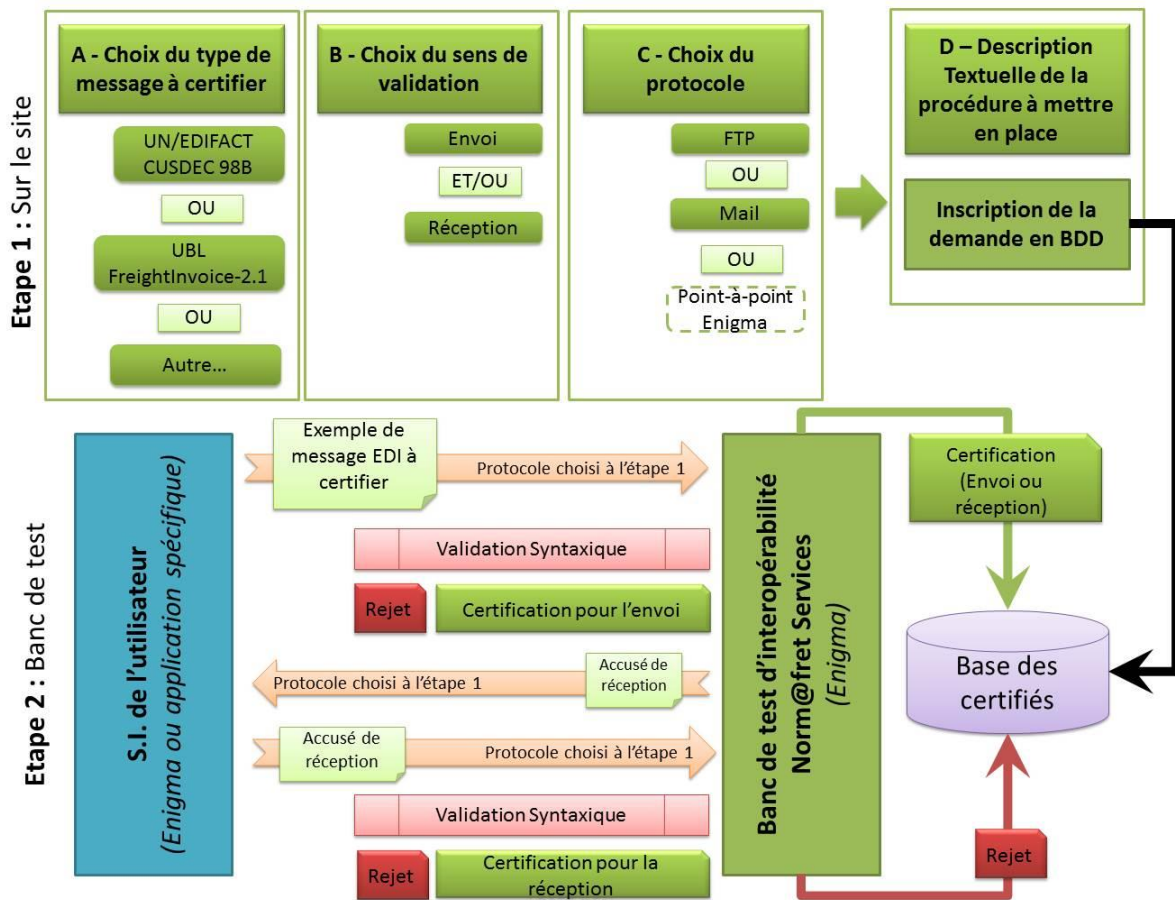 Etape 1 : Sur le site
A - Choix du type de
message à certifier
UN/EDIFACT
CUSDEC 98B
OU
UBL
FreightInvoice-2.1
OU
Autre...
B - Choix du sens de
validation
Envoi
ET/OU
Réception
C - Choix du
protocole
FTP
OU
Mail
OU
Point-à-point
Enigma
D – Description
Textuelle de la
procédure à mettre
en place
Inscription de la
demande en BDD
Etape 2 : Banc de test
S.I. de l'utilisateur
(Enigma ou application spécifique)
Exemple de
message EDI à
certifier
Protocole choisi à l'étape 1
Validation Syntaxique
Rejet
Certification pour l'envoi
Protocole choisi à l'étape 1
Accusé de
réception
Accusé de
réception
Protocole choisi à l'étape 1
Validation Syntaxique
Rejet
Certification pour la
réception
Banc de test d'interopérabilité
Norm@fret Services
(Enigma)
Certification
(Envoi ou
réception)
Base des
certifiés
Rejet